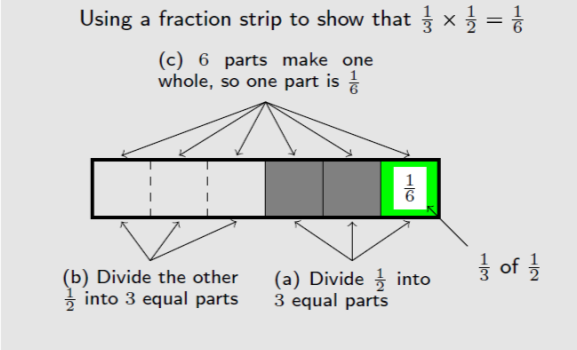 Using a fraction strip to show that 1/3 × 1/2 = 1/6
(c) 6 parts make one
whole, so one part is 1/6
1/6
(b) Divide the other
1/2 into 3 equal parts
(a) Divide 1/2 into
3 equal parts
1/3 of 1/2